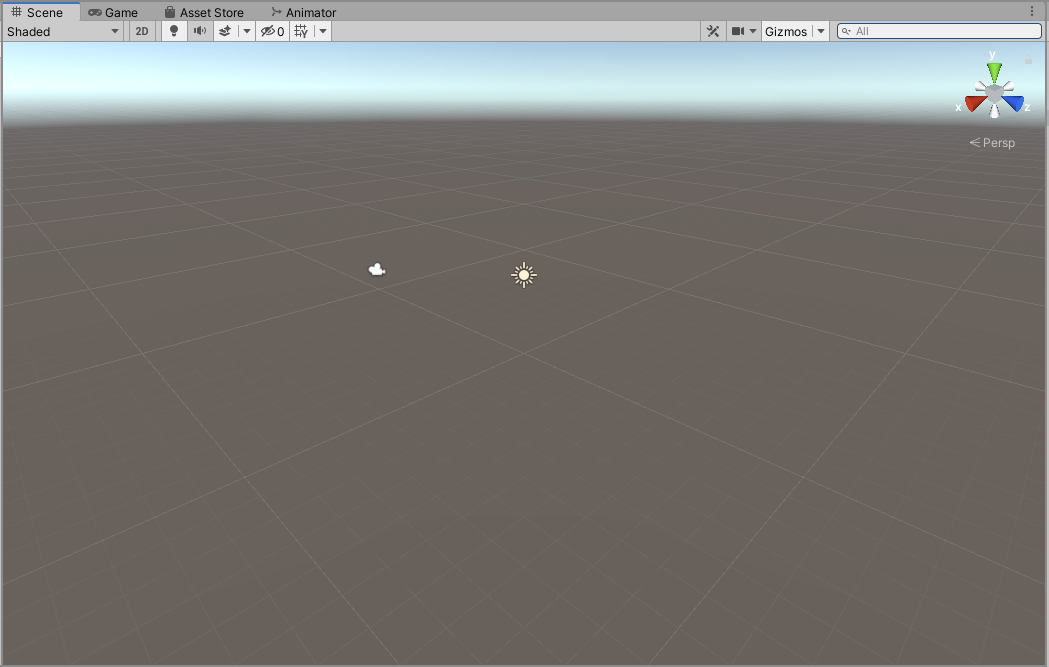 Scene Game Asset Store Animator
Shaded 2D 0 Gizmos All
y
x z
Persp